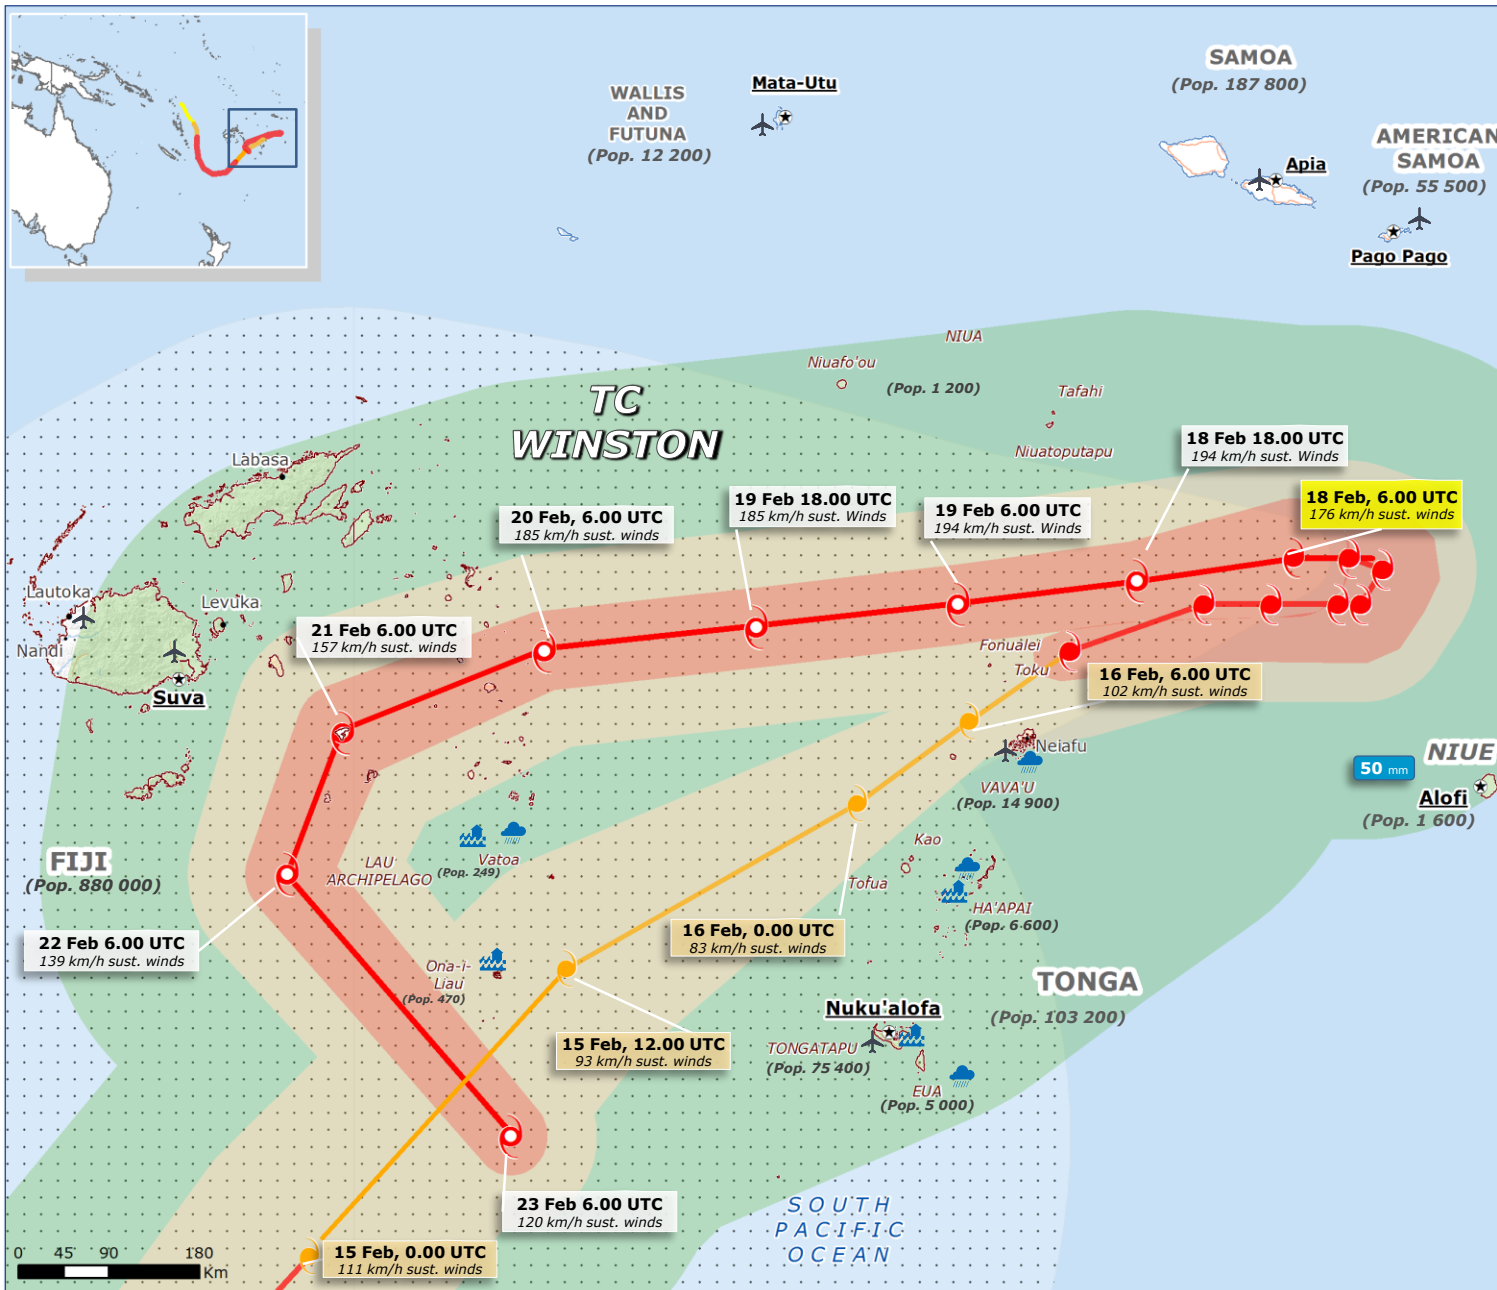 SAMOA
(Pop. 187 800)
Mata-Utu
WALLIS
AND
FUTUNA
(Pop. 12 200)
AMERICAN
SAMOA
(Pop. 55 500)
Apia
Pago Pago
NIUA
Niuafo'ou
(Pop. 1 200)
Tafahi
Niuatoputapu
TC
WINSTON
Labasa
18 Feb 18.00 UTC
194 km/h sust. Winds
18 Feb, 6.00 UTC
176 km/h sust. winds
19 Feb 18.00 UTC
185 km/h sust. Winds
19 Feb 6.00 UTC
194 km/h sust. Winds
20 Feb, 6.00 UTC
185 km/h sust. winds
Lautoka
Levuka
Nandi
Suva
21 Feb 6.00 UTC
157 km/h sust. winds
Fonualei
Toku
16 Feb, 6.00 UTC
102 km/h sust. winds
Neiafu
VAVA'U
(Pop. 14 900)
50 mm
NIUE
Alofi
(Pop. 1 600)
FIJI
(Pop. 880 000)
LAU
ARCHIPELAGO
Vatoa
(Pop. 249)
Kao
Tofua
HA'APAI
(Pop. 6 600)
22 Feb 6.00 UTC
139 km/h sust. winds
16 Feb, 0.00 UTC
83 km/h sust. winds
Ona-i-
Liau
(Pop. 470)
TONGA
(Pop. 103 200)
Nuku'alofa
TONGATAPU
(Pop. 75 400)
15 Feb, 12.00 UTC
93 km/h sust. winds
EUA
(Pop. 5 000)
23 Feb 6.00 UTC
120 km/h sust. winds
SOUTH
PACIFIC
OCEAN
15 Feb, 0.00 UTC
111 km/h sust. winds
0 45 90 180
Km